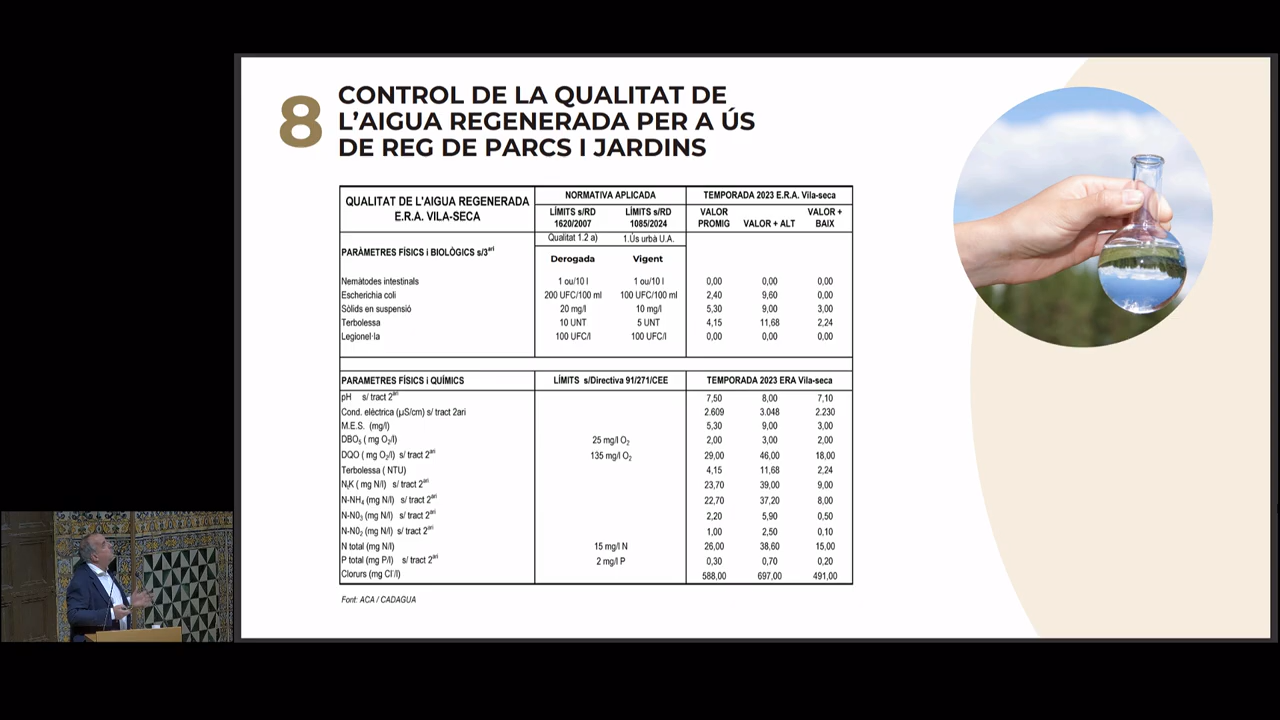 8
CONTROL DE LA QUALITAT DE
L’AIGUA REGENERADA PER A ÚS
DE REG DE PARCS I JARDINS
QUALITAT DE L'AIGUA REGENERADA
E.R.A. VILA-SECA
NORMATIVA APLICADA
TEMPORADA 2023 E.R.A. Vila-seca
LÍMITS s/RD 1620/2007
LÍMITS s/RD 1085/2024
VALOR PROMIG
VALOR + ALT
VALOR + BAIX
Qualitat 1.2 a)
1.Ús urbà U.A.
PARÀMETRES FÍSICS i BIOLÒGICS s/3ari
Derogada
Vigent
Nemàtodes intestinals 1 ou/10 l 1 ou/10 l 0,00 0,00 0,00
Escherichia coli 200 UFC/100 ml 100 UFC/100 ml 2,40 9,60 0,00
Sòlids en suspensió 20 mg/l 10 mg/l 5,30 9,00 3,00
Terbolessa 10 UNT 5 UNT 4,15 11,68 2,24
Legionel·la 100 UFC/l 100 UFC/l 0,00 0,00 0,00
PARAMETRES FÍSICS i QUÍMICS LÍMITS s/Directiva 91/271/CEE TEMPORADA 2023 ERA Vila-seca
pH s/ tract 2ari 7,50 8,00 7,10
Cond. elèctrica (µS/cm) s/ tract 2ari 2.609 3.048 2.230
M.E.S. (mg/l) 5,30 9,00 3,00
DBO5 ( mg O2/l) 25 mg/l O2 2,00 3,00 2,00
DQO ( mg O2/l) s/ tract 2ari 135 mg/l O2 29,00 46,00 18,00
Terbolessa ( NTU) 4,15 11,68 2,24
NtK ( mg N/l) s/ tract 2ari 23,70 39,00 9,00
N-NH4 (mg N/l) s/ tract 2ari 22,70 37,20 8,00
N-N03 (mg N/l) s/ tract 2ari 2,20 5,90 0,50
N-N02 (mg N/l) s/ tract 2ari 1,00 2,50 0,10
N total (mg N/l) 15 mg/l N 26,00 38,60 15,00
P total (mg P/l) s/ tract 2ari 2 mg/l P 0,30 0,70 0,20
Clorurs (mg Cl-/l) 588,00 697,00 491,00
Font: ACA / CADAGUA